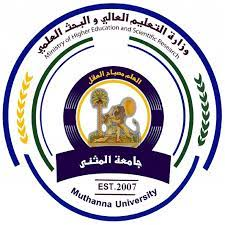 وزارة التعليم العالي و البحث العلمي
Ministry of Higher Education and Scientific Research
العلم مصباح العقل
جامعة المثنى
EST.2007
Muthanna University